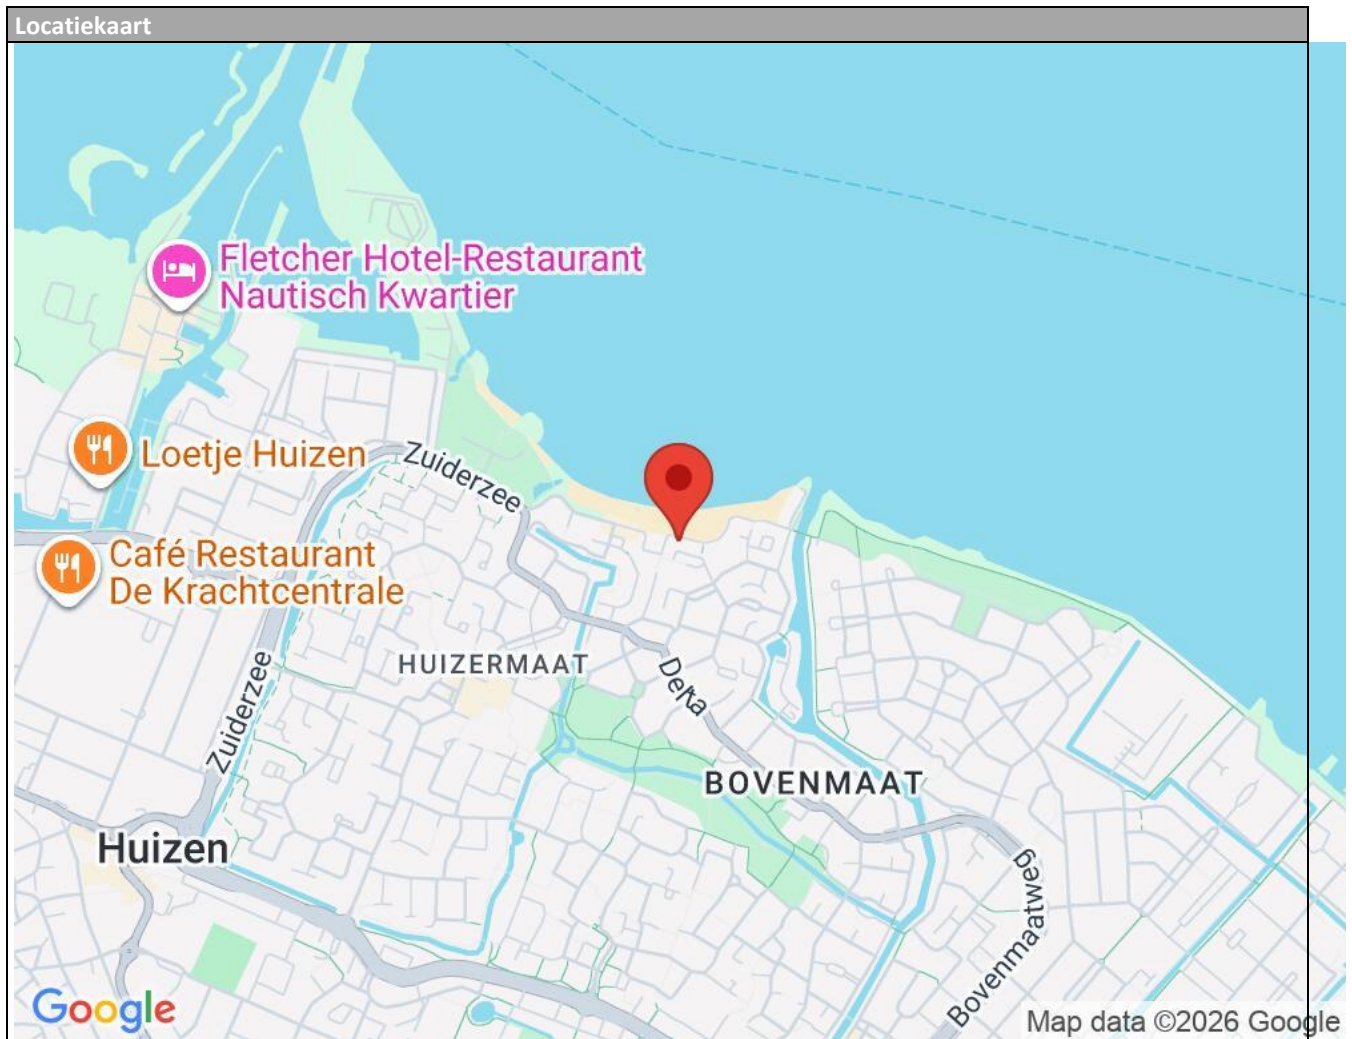 Locatiekaart
Fletcher Hotel-Restaurant
Nautisch Kwartier
Loetje Huizen
Zuiderzee
Café Restaurant
De Krachtcentrale
HUIZERMAAT
Zuiderzee
Delta
BOVENMAAT
Huizen
Bovenmaatweg
Google
Map data ©2026 Google